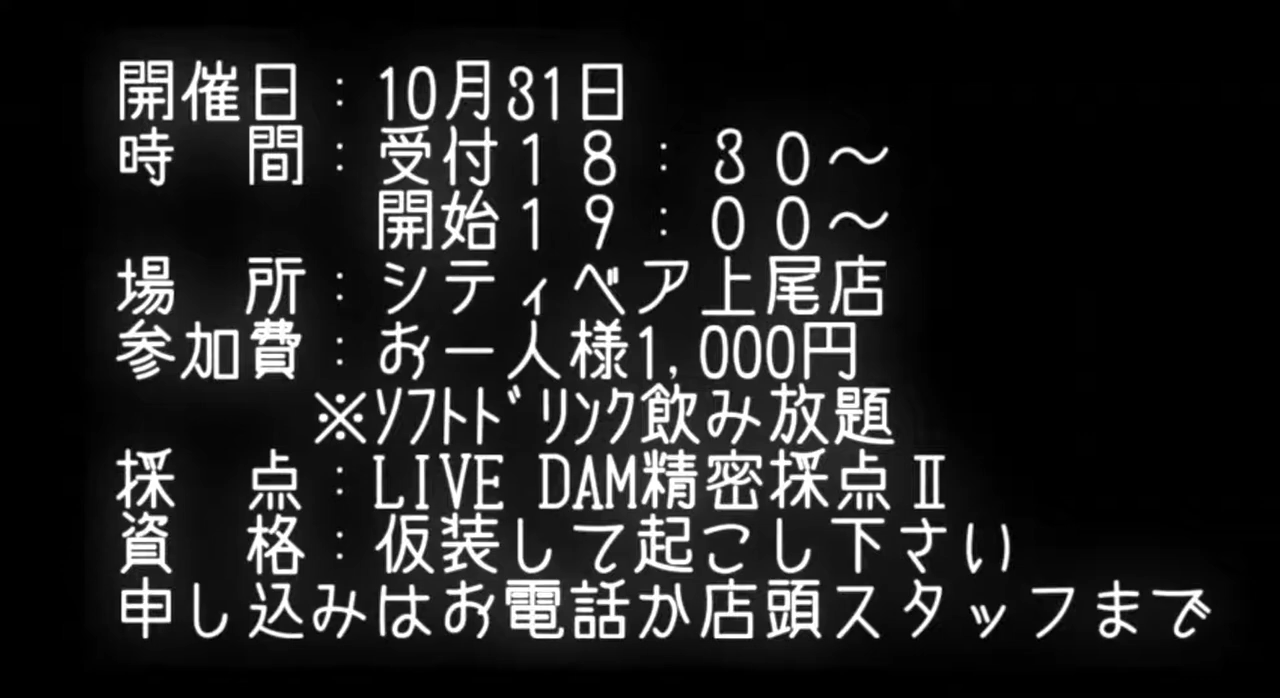 開催日：10月31日
時　間：受付１８：３０～
開始１９：００～
場　所：シティベア上尾店
参加費：お一人様1,000円
※ｿﾌﾄﾄﾞﾘﾝｸ飲み放題
採　点：LIVE DAM精密採点Ⅱ
資　格：仮装して起こし下さい
申し込みはお電話か店頭スタッフまで